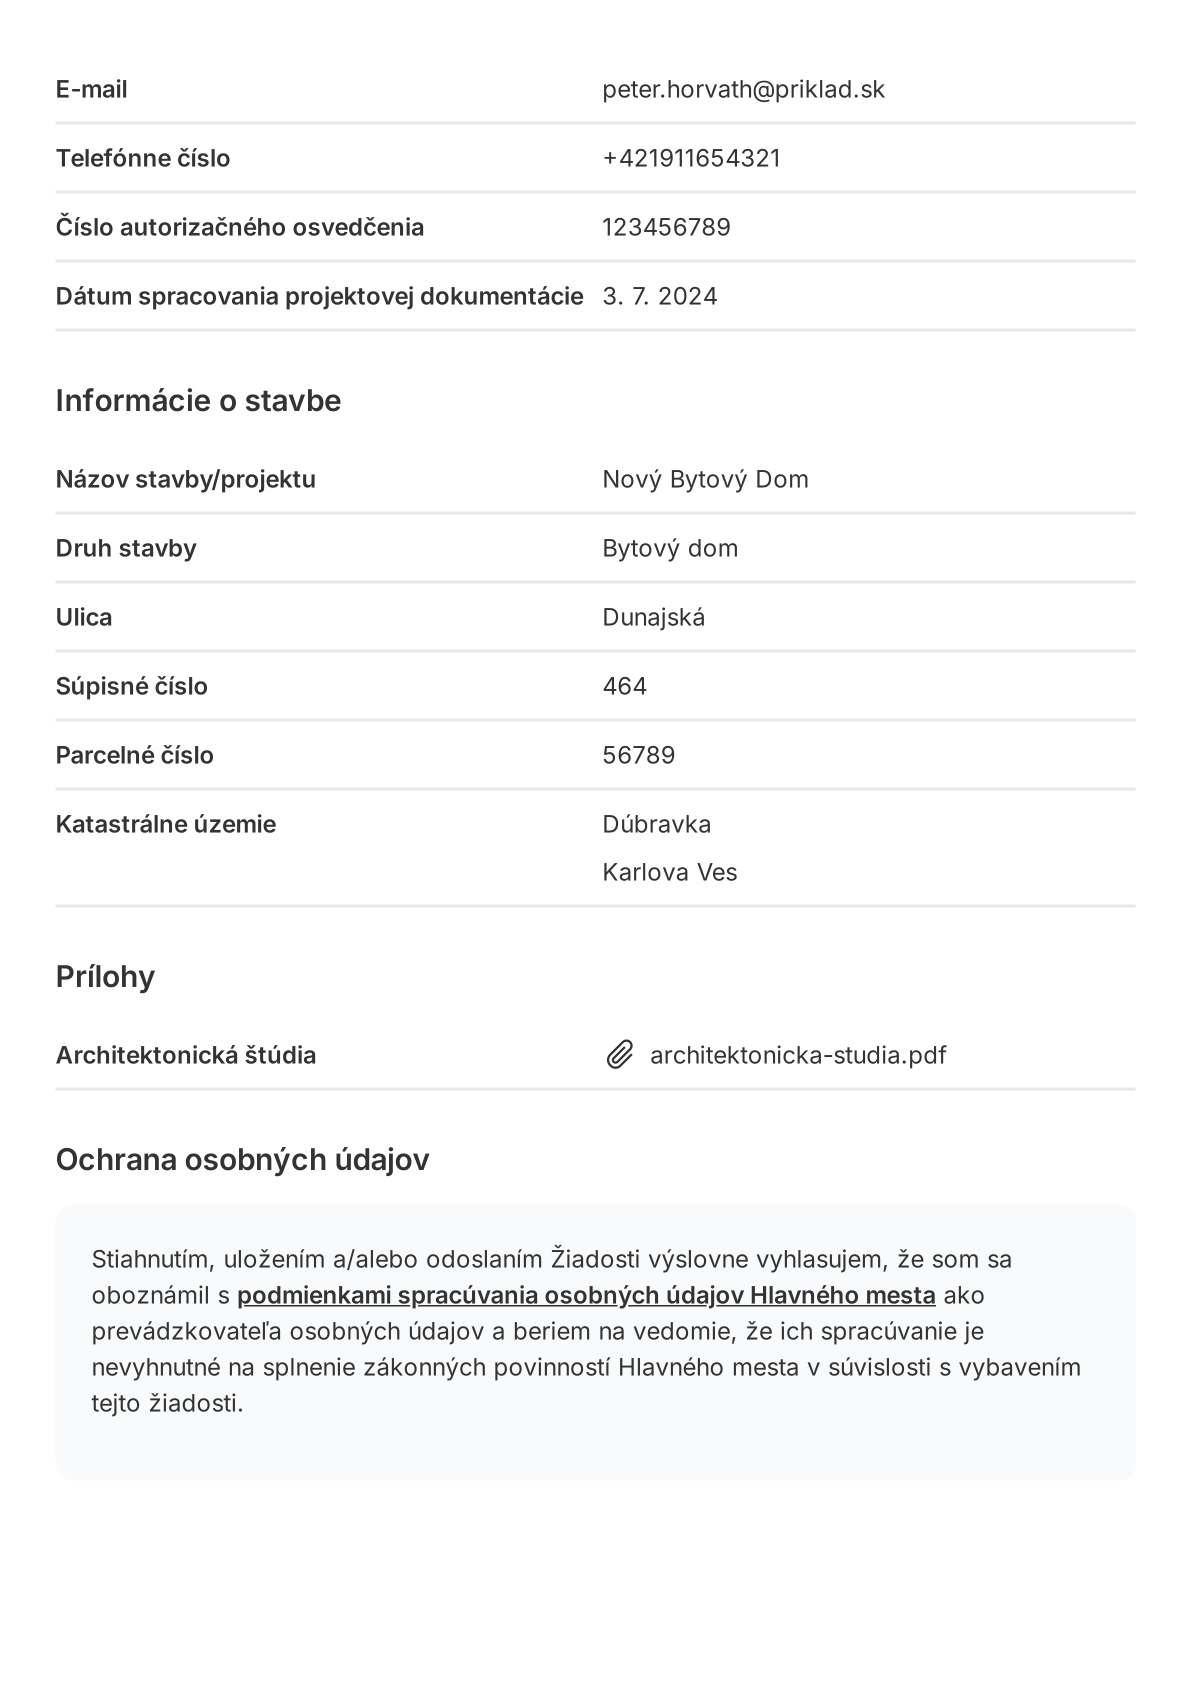 E-mail peter.horvath@priklad.sk
Telefónne číslo +421911654321
Číslo autorizačného osvedčenia 123456789
Dátum spracovania projektovej dokumentácie 3. 7. 2024
Informácie o stavbe
Názov stavby/projektu Nový Bytový Dom
Druh stavby Bytový dom
Ulica Dunajská
Súpisné číslo 464
Parcelné číslo 56789
Katastrálne územie Dúbravka
Karlova Ves
Prílohy
Architektonická štúdia architektonicka-studia.pdf
Ochrana osobných údajov
Stiahnutím, uložením a/alebo odoslaním Žiadosti výslovne vyhlasujem, že som sa
oboznámil s podmienkami spracúvania osobných údajov Hlavného mesta ako
prevádzkovateľa osobných údajov a beriem na vedomie, že ich spracúvanie je
nevyhnutné na splnenie zákonných povinností Hlavného mesta v súvislosti s vybavením
tejto žiadosti.